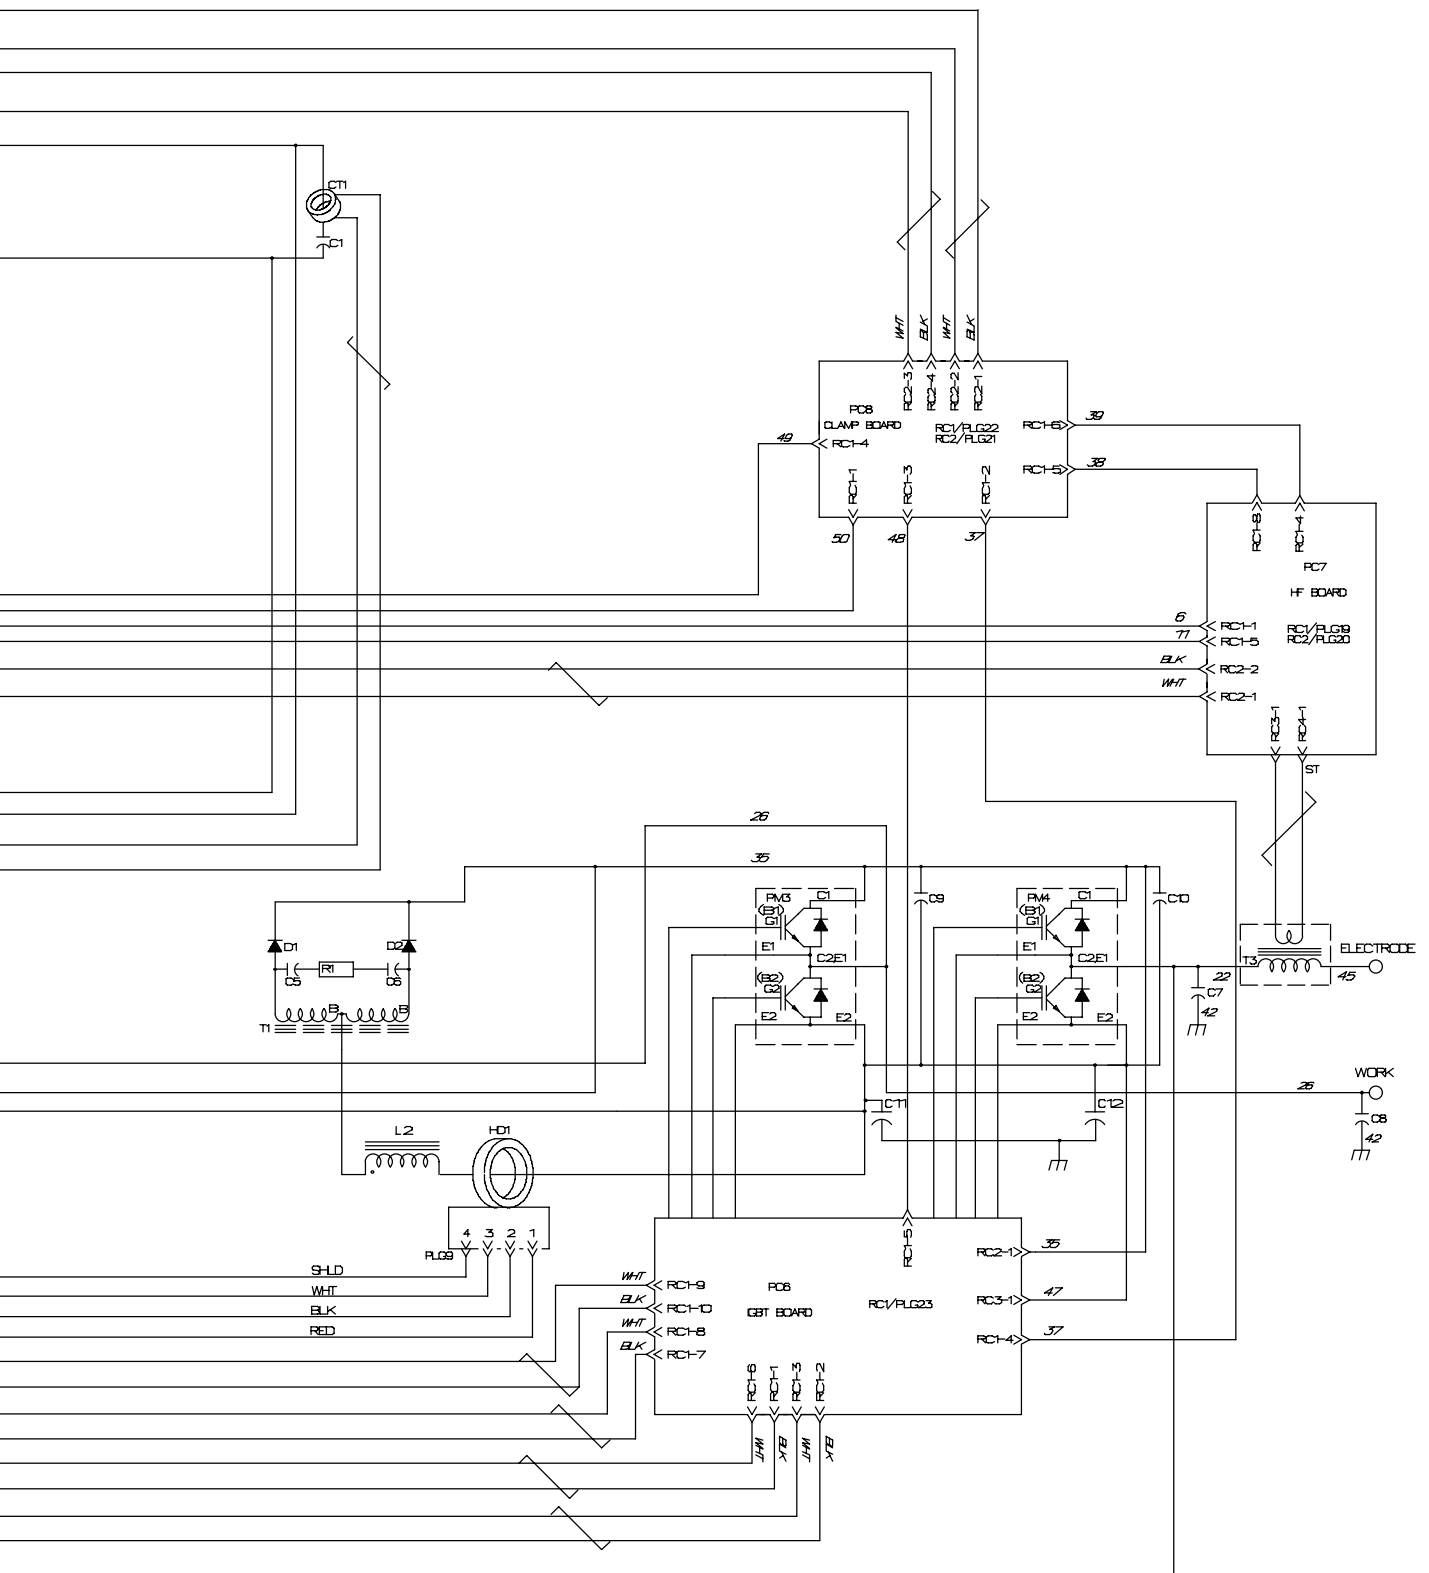 CT1
C1
WHT
BLK
WHT
BLK
RC2-3
RC2-4
RC2-2
RC2-1
PC8
CLAMP BOARD
RC1/PLG22
RC2/PLG21
RC1-6
39
49
RC1-4
RC1-5
38
RC1-1
RC1-3
RC1-2
50
48
37
RC1-8
RC1-4
PC7
HF BOARD
RC1/PLG19
RC2/PLG20
6
RC1-1
77
RC1-5
BLK
RC2-2
WHT
RC2-1
RC3-1
RC4-1
ST
26
35
PM3
C1
(B1)
G1
E1
C2,E1
(B2)
G2
E2
E2
C9
PM4
C1
(B1)
G1
E1
C2,E1
(B2)
G2
E2
E2
C10
D1
D2
C5
R1
C6
B
B
T1
22
T3
ELECTRODE
45
C7
42
WORK
26
C8
42
C11
C12
L2
HD1
4
3
2
1
PLG9
SHLD
WHT
BLK
RED
WHT
RC1-9
BLK
RC1-10
WHT
RC1-8
BLK
RC1-7
PC6
IGBT BOARD
RC1/PLG23
RC1-5
RC2-1
35
RC3-1
47
RC1-4
37
RC1-6
RC1-1
RC1-3
RC1-2
WHT
BLK
WHT
BLK